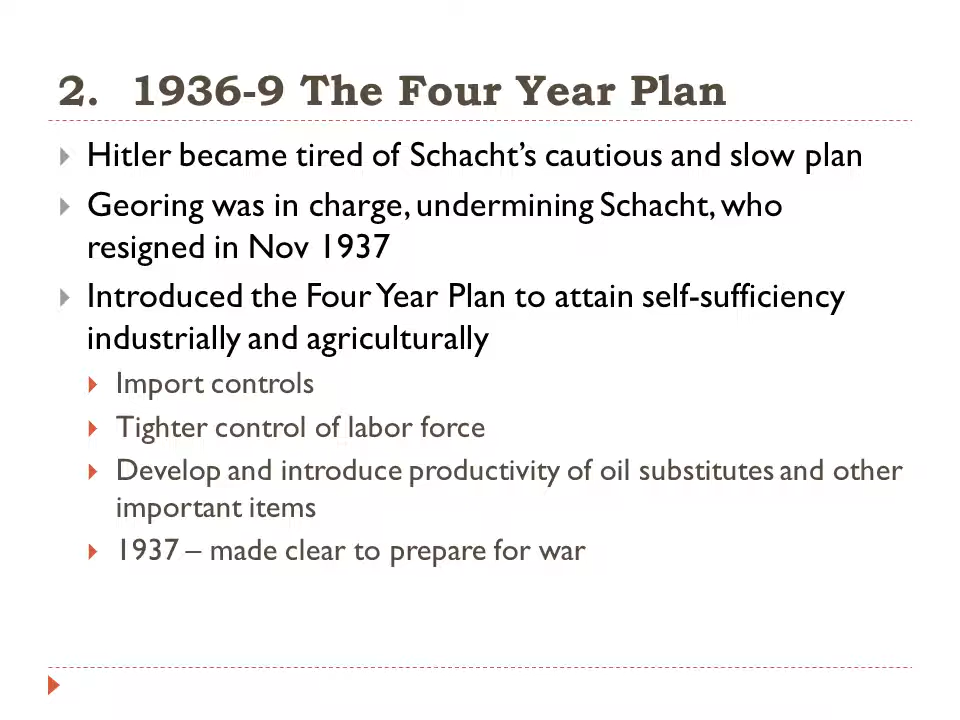 2. 1936-9 The Four Year Plan
Hitler became tired of Schacht’s cautious and slow plan
Georing was in charge, undermining Schacht, who
resigned in Nov 1937
Introduced the Four Year Plan to attain self-sufficiency
industrially and agriculturally
Import controls
Tighter control of labor force
Develop and introduce productivity of oil substitutes and other
important items
1937 – made clear to prepare for war